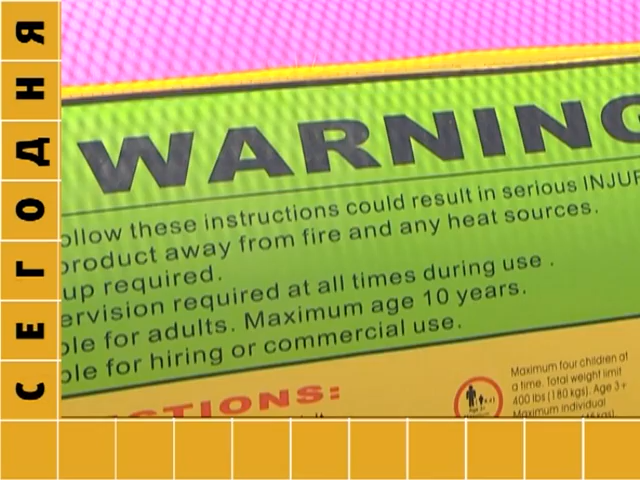 СЕГОДНЯ
WARNING
ollow these instructions could result in serious INJUR
product away from fire and any heat sources.
up required.
ervision required at all times during use .
ble for adults. Maximum age 10 years.
ble for hiring or commercial use.
CTIONS:
Maximum four children at
a time. Total weight limit
400 lbs (180 kgs). Age 3+
Maximum individual